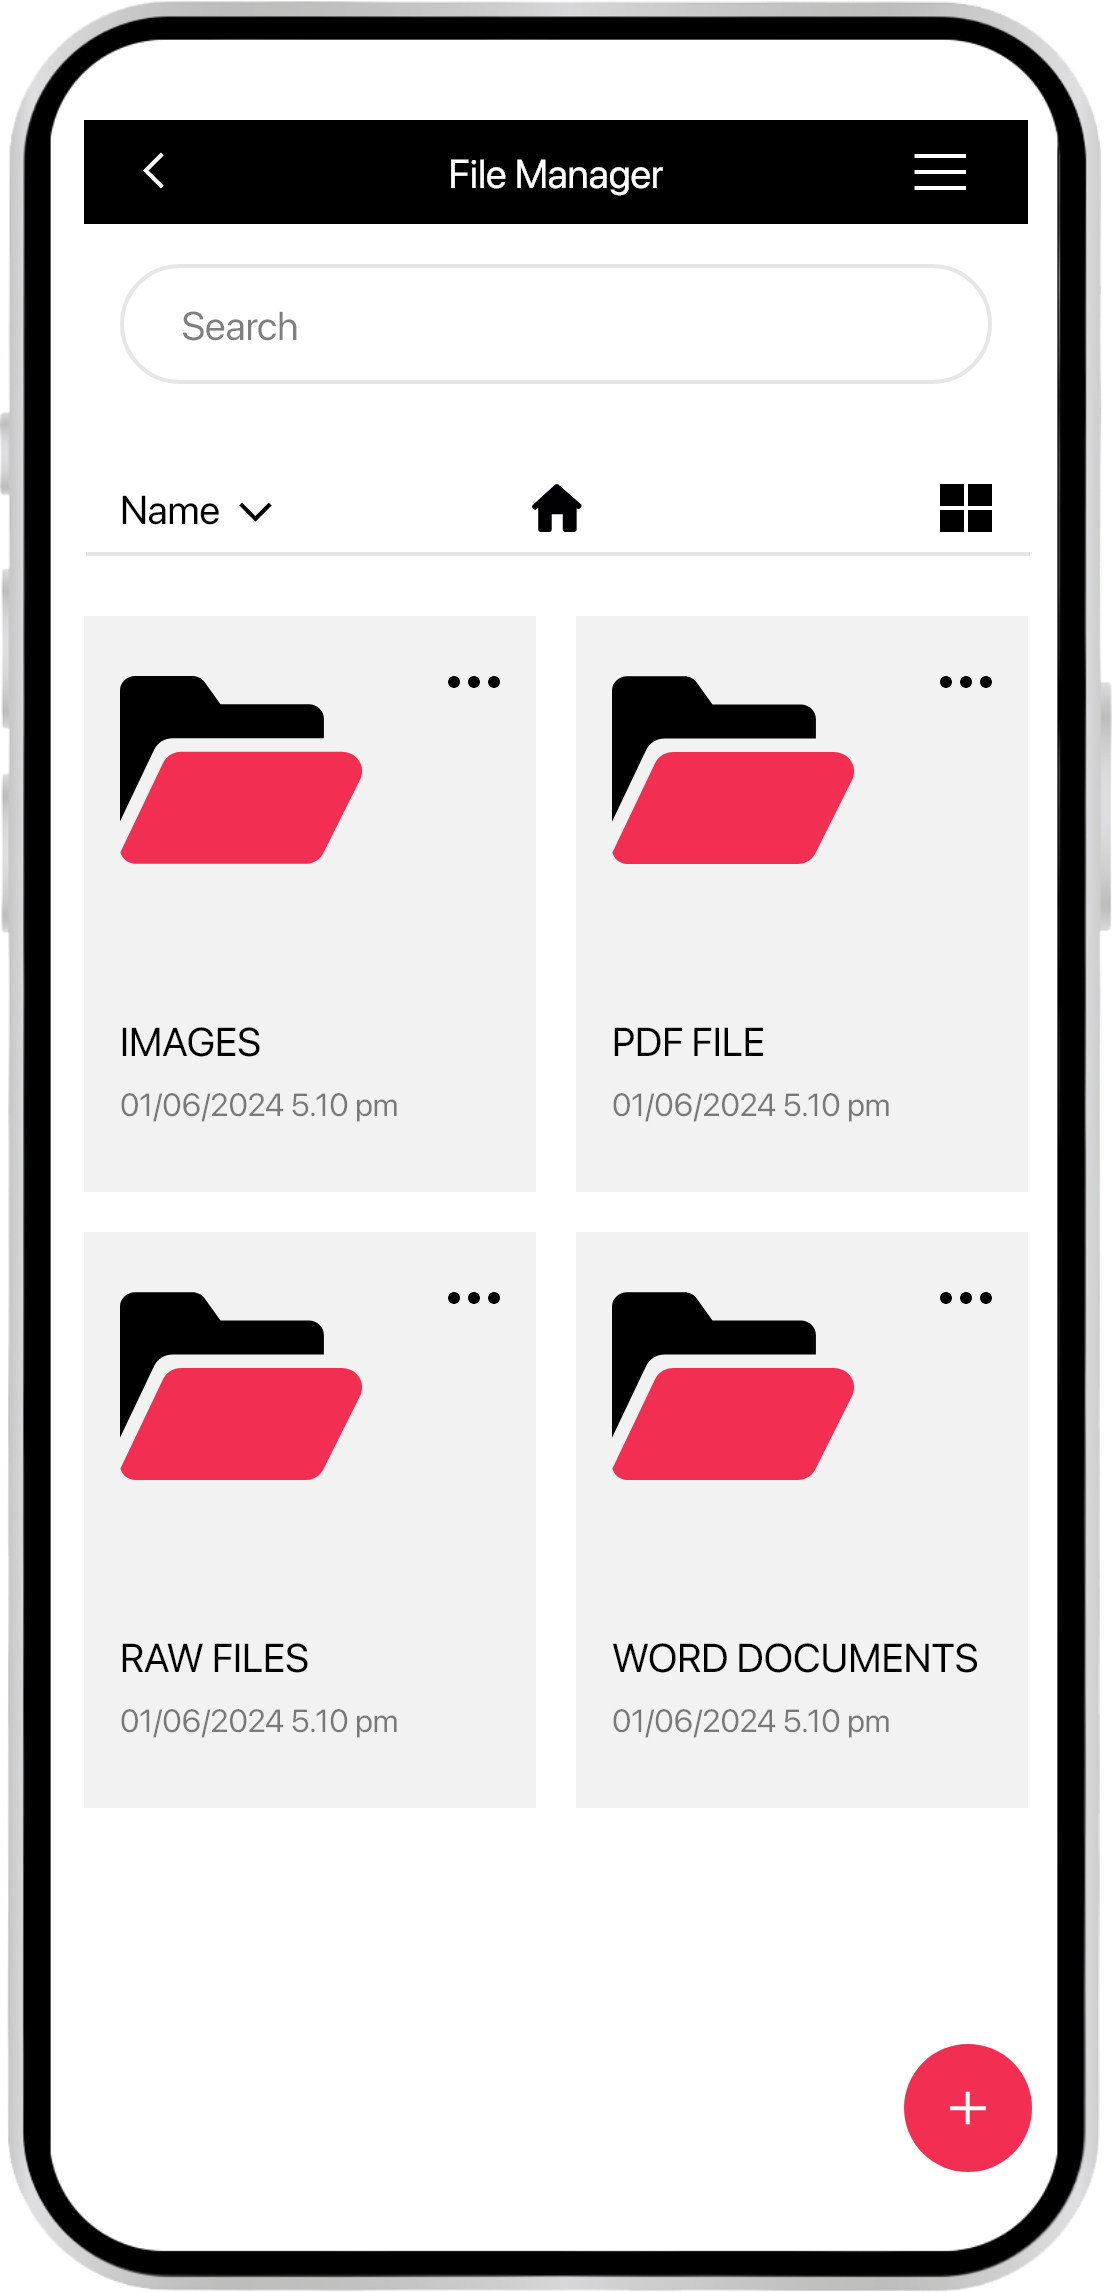 File Manager
Search
Name
IMAGES
01/06/2024 5.10 pm
PDF FILE
01/06/2024 5.10 pm
RAW FILES
01/06/2024 5.10 pm
WORD DOCUMENTS
01/06/2024 5.10 pm